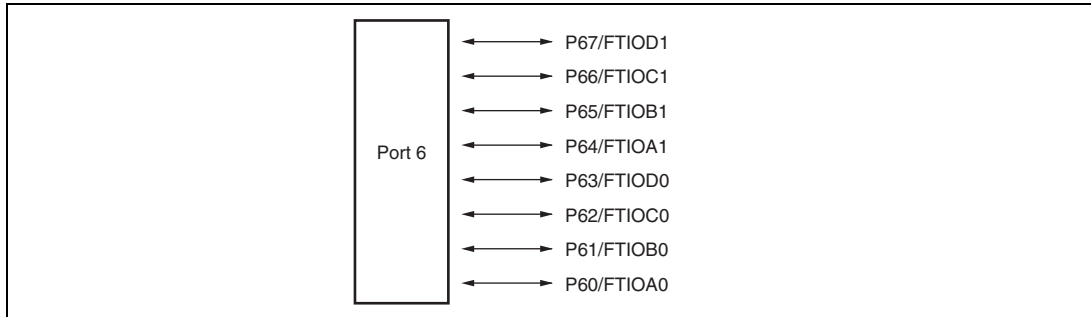 P67/FTIOD1
P66/FTIOC1
P65/FTIOB1
P64/FTIOA1
Port 6
P63/FTIOD0
P62/FTIOC0
P61/FTIOB0
P60/FTIOA0